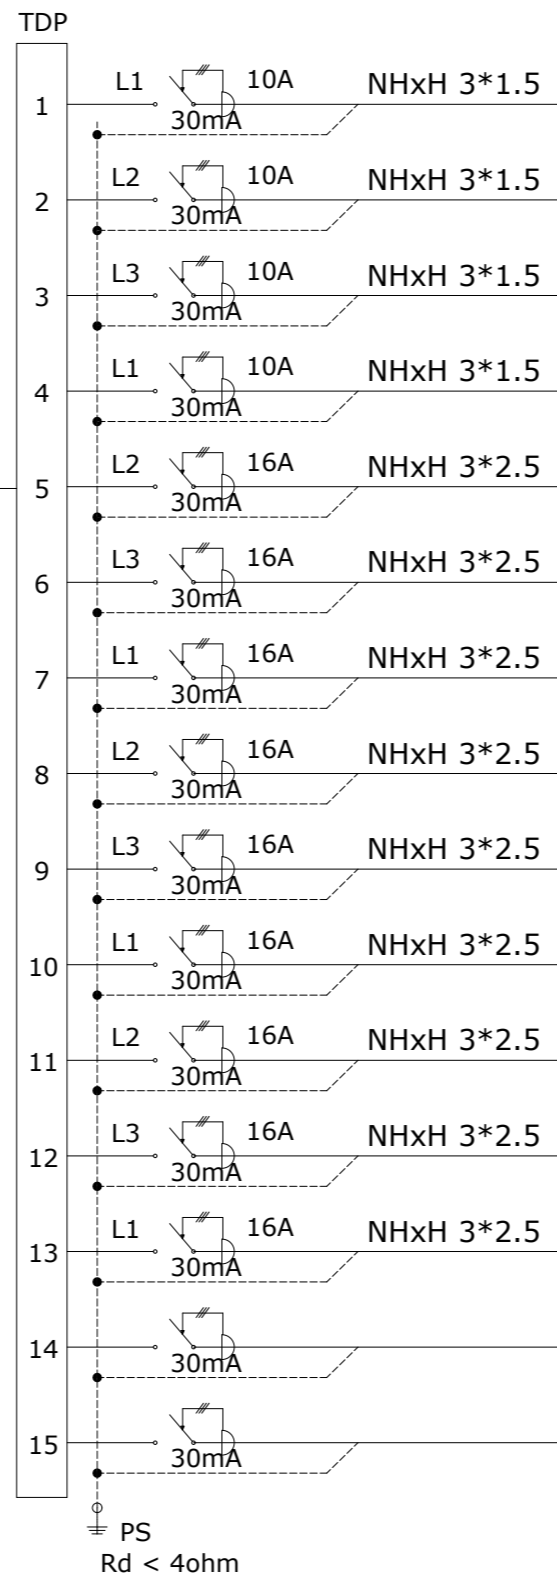 TDP
L1 10A NHxH 3*1.5
1
30mA
L2 10A NHxH 3*1.5
2
30mA
L3 10A NHxH 3*1.5
3
30mA
L1 10A NHxH 3*1.5
4
30mA
L2 16A NHxH 3*2.5
5
30mA
L3 16A NHxH 3*2.5
6
30mA
L1 16A NHxH 3*2.5
7
30mA
L2 16A NHxH 3*2.5
8
30mA
L3 16A NHxH 3*2.5
9
30mA
L1 16A NHxH 3*2.5
10
30mA
L2 16A NHxH 3*2.5
11
30mA
L3 16A NHxH 3*2.5
12
30mA
L1 16A NHxH 3*2.5
13
30mA
14
30mA
15
30mA
PS
Rd < 4ohm